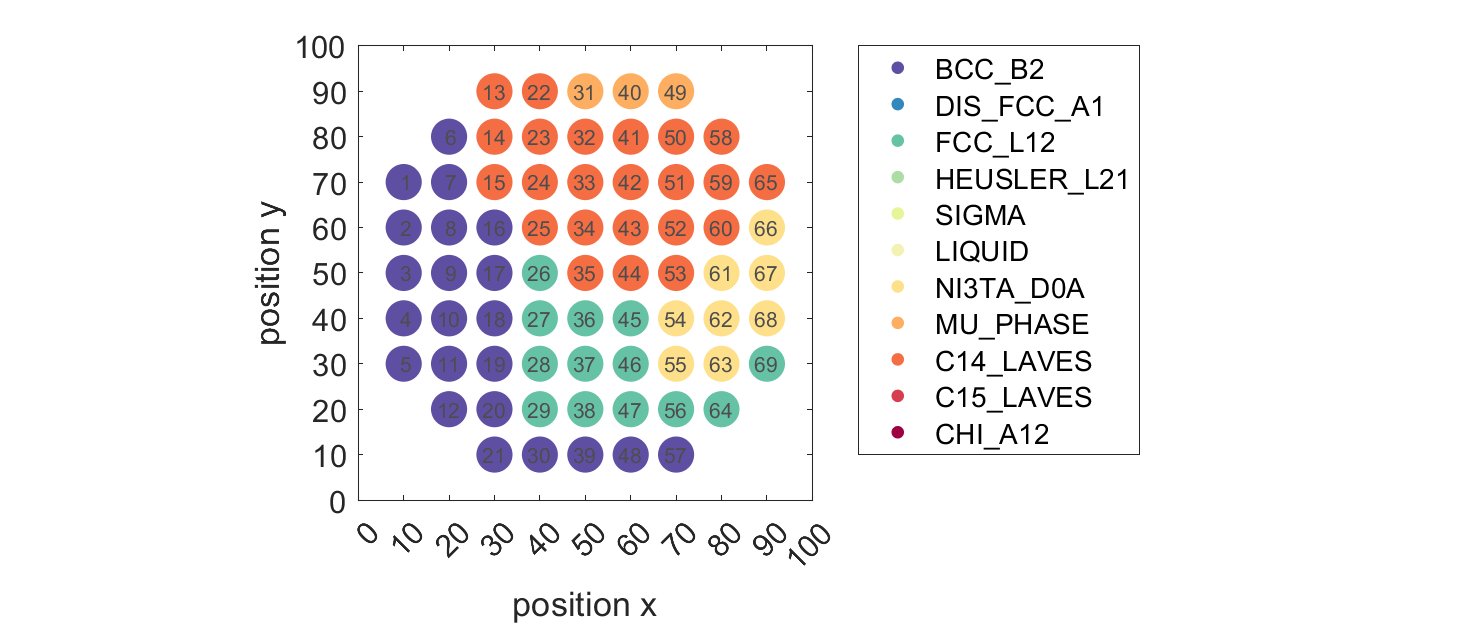 100
90
80
70
60
50
40
30
20
10
0
position y
13 22 31 40 49
6 14 23 32 41 50 58
1 7 15 24 33 42 51 59 65
2 8 16 25 34 43 52 60 66
3 9 17 26 35 44 53 61 67
4 10 18 27 36 45 54 62 68
5 11 19 28 37 46 55 63 69
12 20 29 38 47 56 64
21 30 39 48 57
0 10 20 30 40 50 60 70 80 90 100
position x
BCC_B2
DIS_FCC_A1
FCC_L12
HEUSLER_L21
SIGMA
LIQUID
NI3TA_D0A
MU_PHASE
C14_LAVES
C15_LAVES
CHI_A12